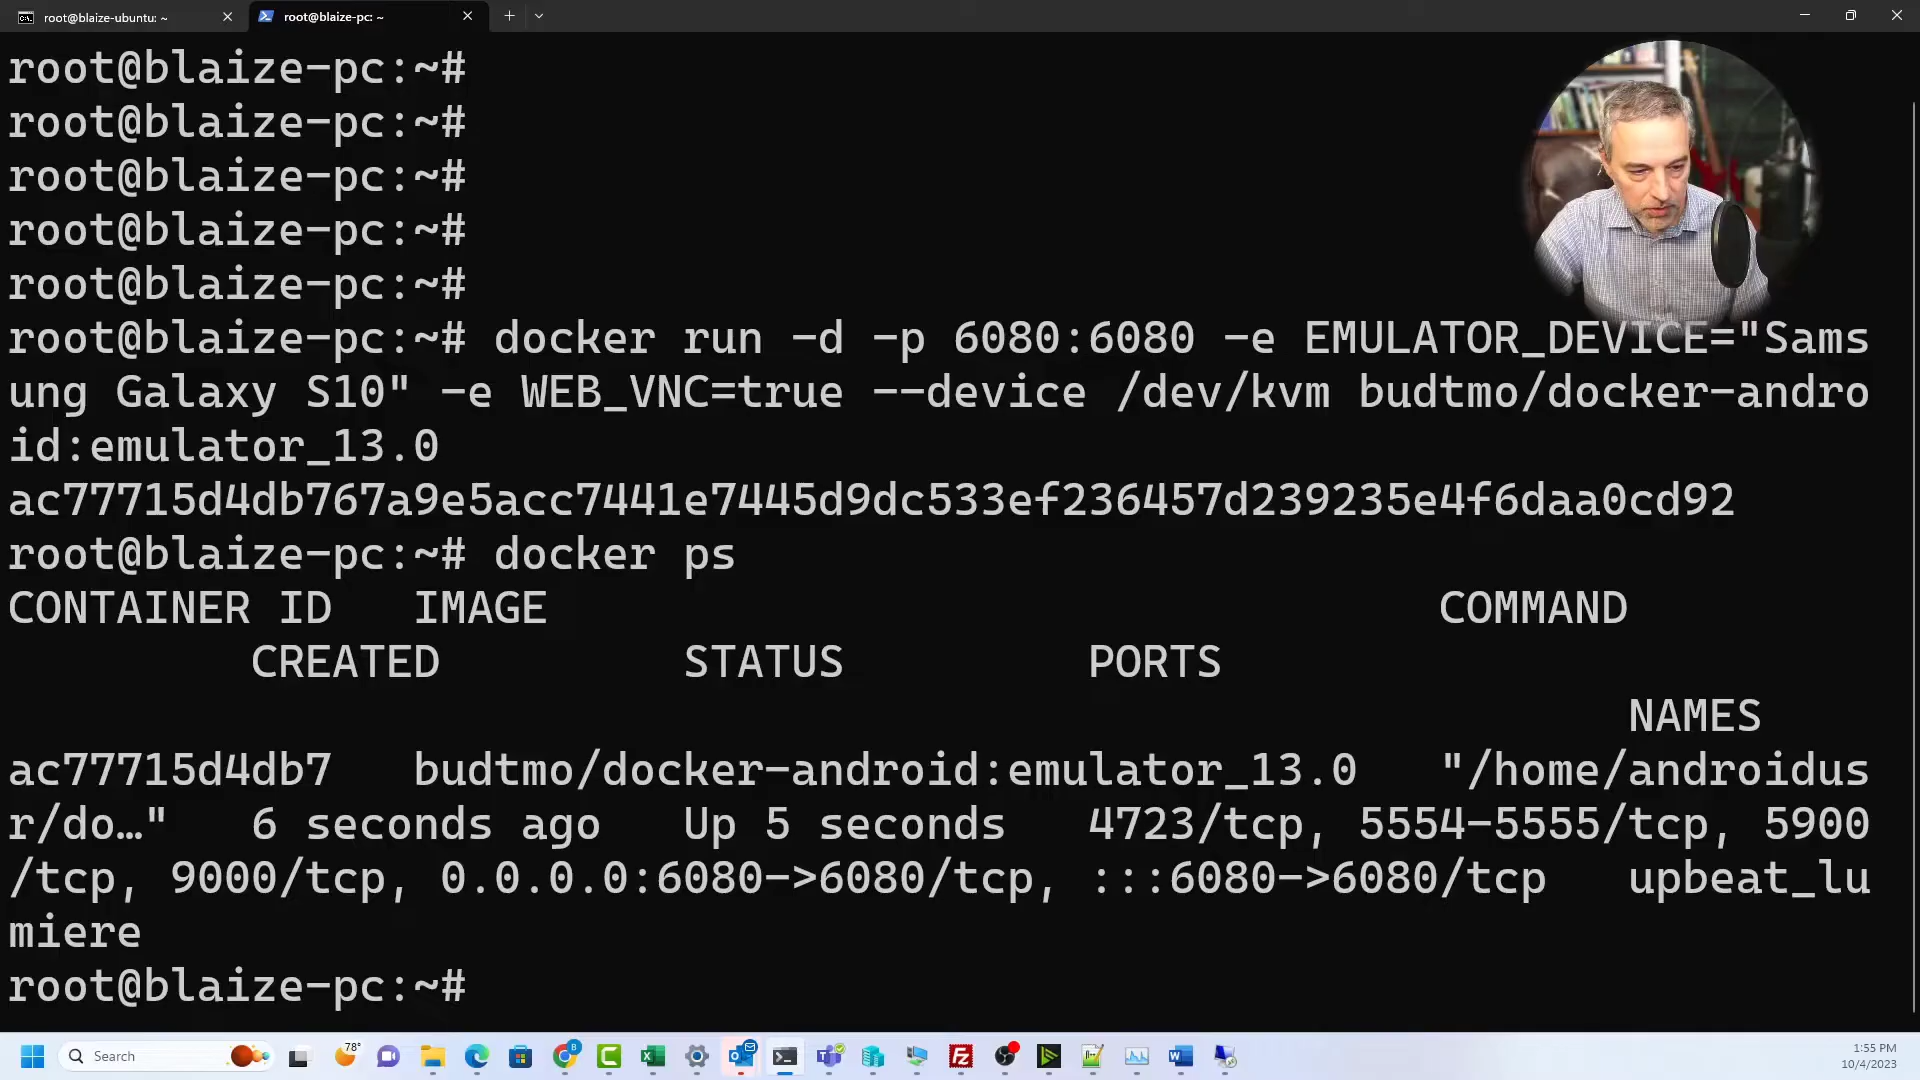 root@blaize-ubuntu: ~
root@blaize-pc: ~
root@blaize-pc:~#
root@blaize-pc:~#
root@blaize-pc:~#
root@blaize-pc:~#
root@blaize-pc:~#
root@blaize-pc:~# docker run -d -p 6080:6080 -e EMULATOR_DEVICE="Sams
ung Galaxy S10" -e WEB_VNC=true --device /dev/kvm budtmo/docker-andro
id:emulator_13.0
ac77715d4db767a9e5acc7441e7445d9dc533ef236457d239235e4f6daa0cd92
root@blaize-pc:~# docker ps
CONTAINER ID   IMAGE   COMMAND
CREATED   STATUS   PORTS
NAMES
ac77715d4db7   budtmo/docker-android:emulator_13.0   "/home/androidus
r/do…"   6 seconds ago   Up 5 seconds   4723/tcp, 5554-5555/tcp, 5900
/tcp, 9000/tcp, 0.0.0.0:6080->6080/tcp, :::6080->6080/tcp   upbeat_lu
miere
root@blaize-pc:~#
Search
78°
1:55 PM
10/4/2023